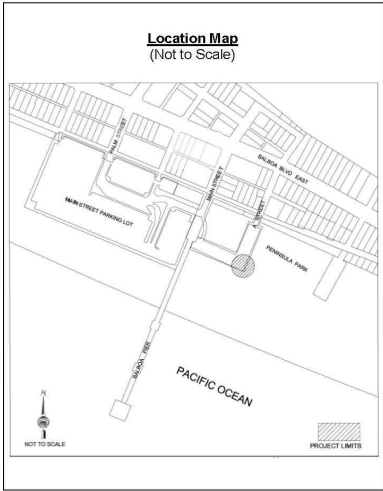 Location Map
(Not to Scale)
PALM STREET
MAIN STREET
BALBOA BLVD EAST
A STREET
MAIN STREET PARKING LOT
PENINSULA PARK
BALBOA PIER
PACIFIC OCEAN
N
NOT TO SCALE
PROJECT LIMITS